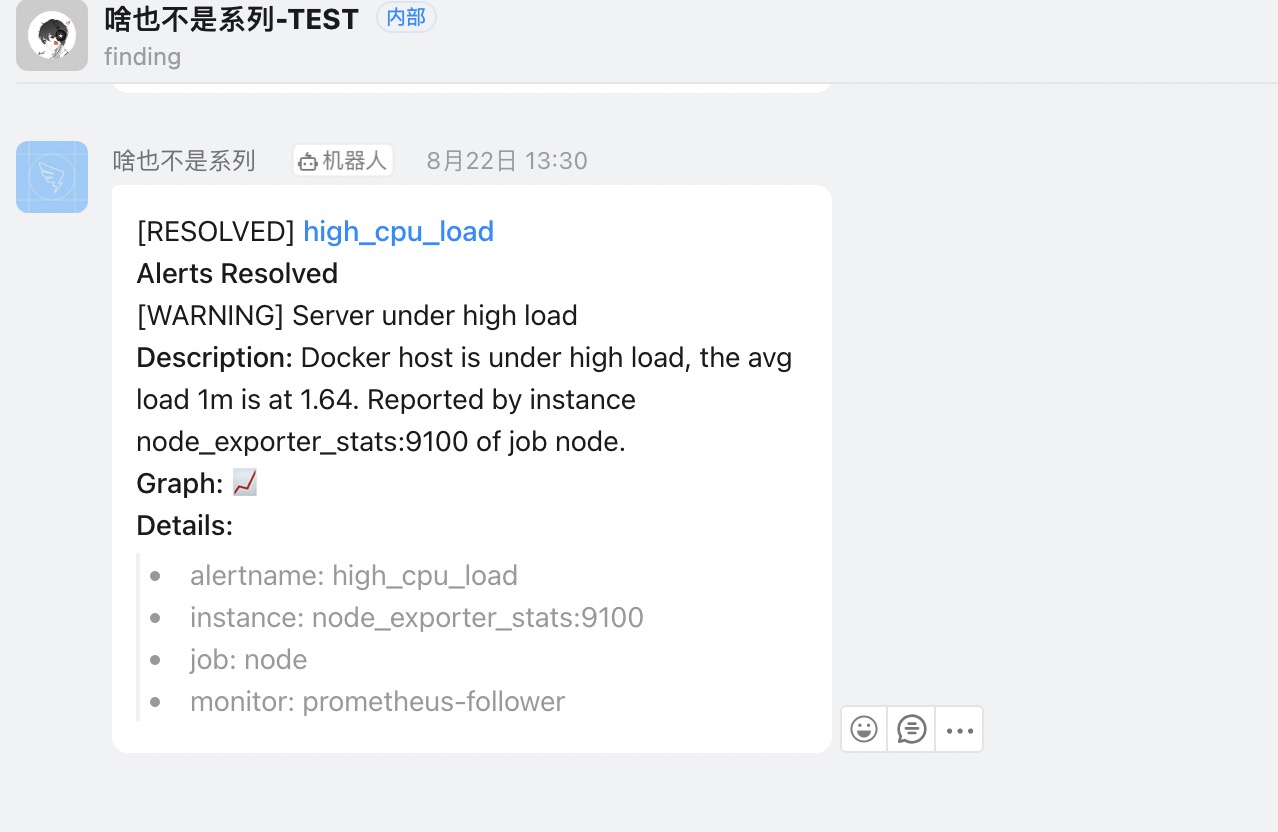 啥也不是系列-TEST 内部
finding
啥也不是系列 机器人 8月22日 13:30
[RESOLVED] high_cpu_load
Alerts Resolved
[WARNING] Server under high load
Description: Docker host is under high load, the avg
load 1m is at 1.64. Reported by instance
node_exporter_stats:9100 of job node.
Graph: 📈
Details:
• alertname: high_cpu_load
• instance: node_exporter_stats:9100
• job: node
• monitor: prometheus-follower